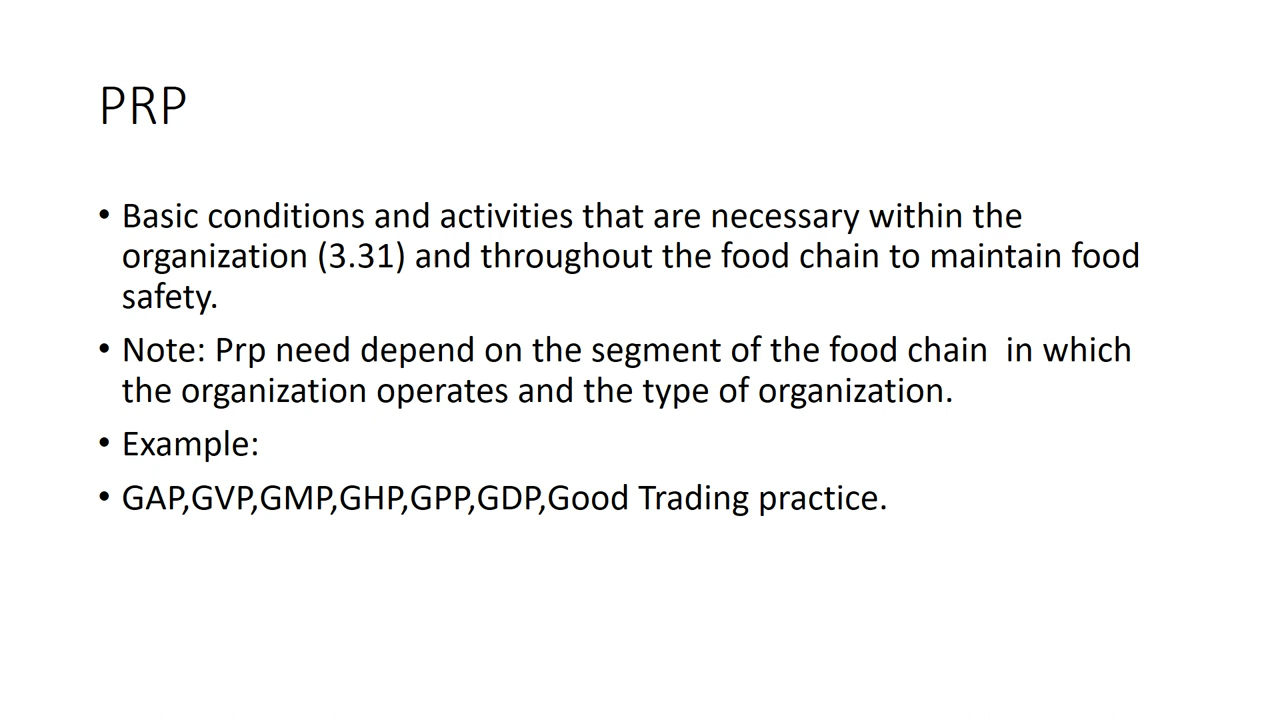 PRP
• Basic conditions and activities that are necessary within the
organization (3.31) and throughout the food chain to maintain food
safety.
• Note: Prp need depend on the segment of the food chain  in which
the organization operates and the type of organization.
• Example:
• GAP,GVP,GMP,GHP,GPP,GDP,Good Trading practice.